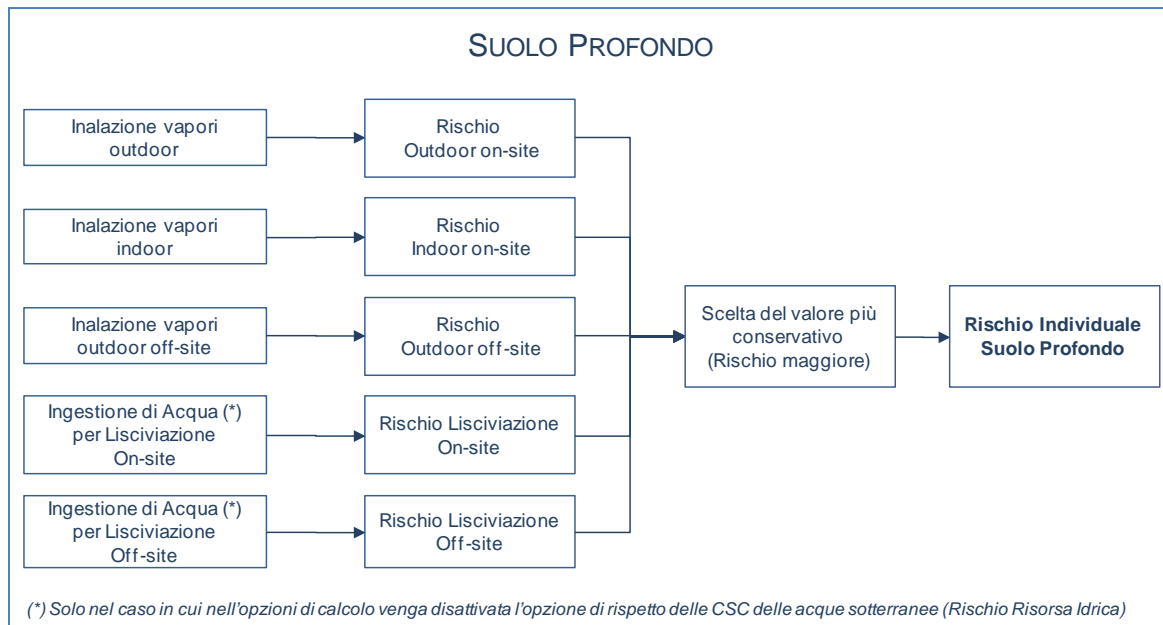 SUOLO PROFONDO
Inalazione vapori
outdoor
Rischio
Outdoor on-site
Inalazione vapori
indoor
Rischio
Indoor on-site
Inalazione vapori
outdoor off-site
Rischio
Outdoor off-site
Scelta del valore più
conservativo
(Rischio maggiore)
Rischio Individuale
Suolo Profondo
Ingestione di Acqua (*)
per Lisciviazione
On-site
Rischio Lisciviazione
On-site
Ingestione di Acqua (*)
per Lisciviazione
Off-site
Rischio Lisciviazione
Off-site
(*) Solo nel caso in cui nell'opzioni di calcolo venga disattivata l'opzione di rispetto delle CSC delle acque sotterranee (Rischio Risorsa Idrica)